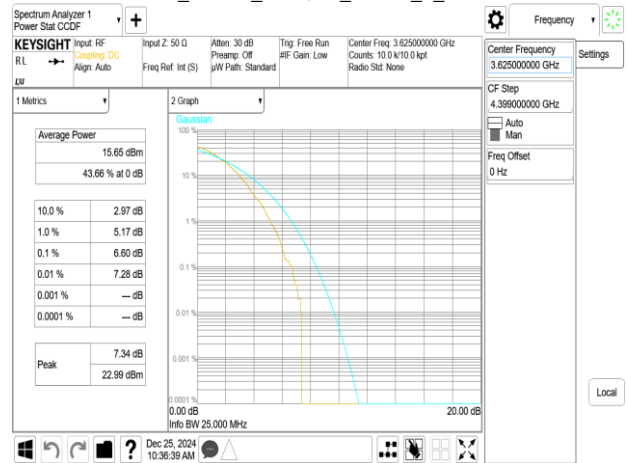 Spectrum Analyzer 1
Power Stat CCDF
Frequency
KEYSIGHT
Input: RF
Coupling: DC
Align: Auto
Input Z: 50 Ω
Freq Ref: Int (S)
Atten: 30 dB
Preamp: Off
µW Path: Standard
Trig: Free Run
#IF Gain: Low
Center Freq: 3.625000000 GHz
Counts: 10.0 k/10.0 kpt
Radio Std: None
RL
Center Frequency
3.625000000 GHz
Settings
CF Step
4.399000000 GHz
Auto
Man
Freq Offset
0 Hz
Local
1 Metrics
Average Power
15.65 dBm
43.66 % at 0 dB
10.0 % 2.97 dB
1.0 % 5.17 dB
0.1 % 6.60 dB
0.01 % 7.28 dB
0.001 % --- dB
0.0001 % --- dB
Peak
7.34 dB
22.99 dBm
2 Graph
Gaussian
100 %
10 %
1 %
0.1 %
0.01 %
0.001 %
0.0001 %
0.00 dB 20.00 dB
Info BW 25.000 MHz
?
Dec 25, 2024
10:36:39 AM